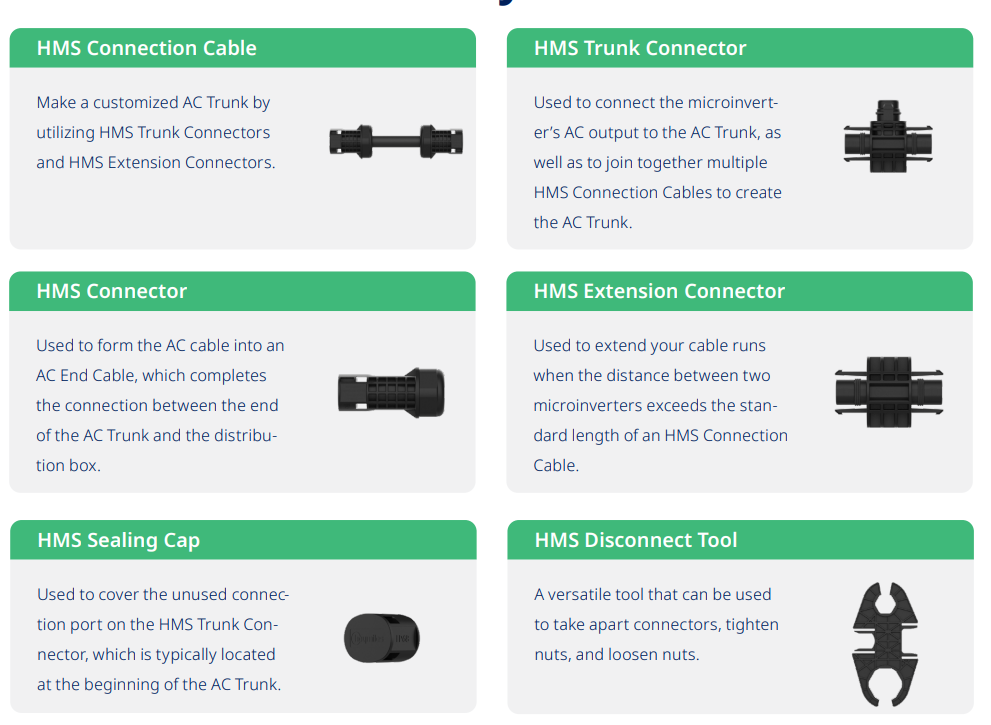 HMS Connection Cable
Make a customized AC Trunk by
utilizing HMS Trunk Connectors
and HMS Extension Connectors.
HMS Trunk Connector
Used to connect the microinvert-
er’s AC output to the AC Trunk, as
well as to join together multiple
HMS Connection Cables to create
the AC Trunk.
HMS Connector
Used to form the AC cable into an
AC End Cable, which completes
the connection between the end
of the AC Trunk and the distribu-
tion box.
HMS Extension Connector
Used to extend your cable runs
when the distance between two
microinverters exceeds the stan-
dard length of an HMS Connection
Cable.
HMS Sealing Cap
Used to cover the unused connec-
tion port on the HMS Trunk Con-
nector, which is typically located
at the beginning of the AC Trunk.
HMS Disconnect Tool
A versatile tool that can be used
to take apart connectors, tighten
nuts, and loosen nuts.